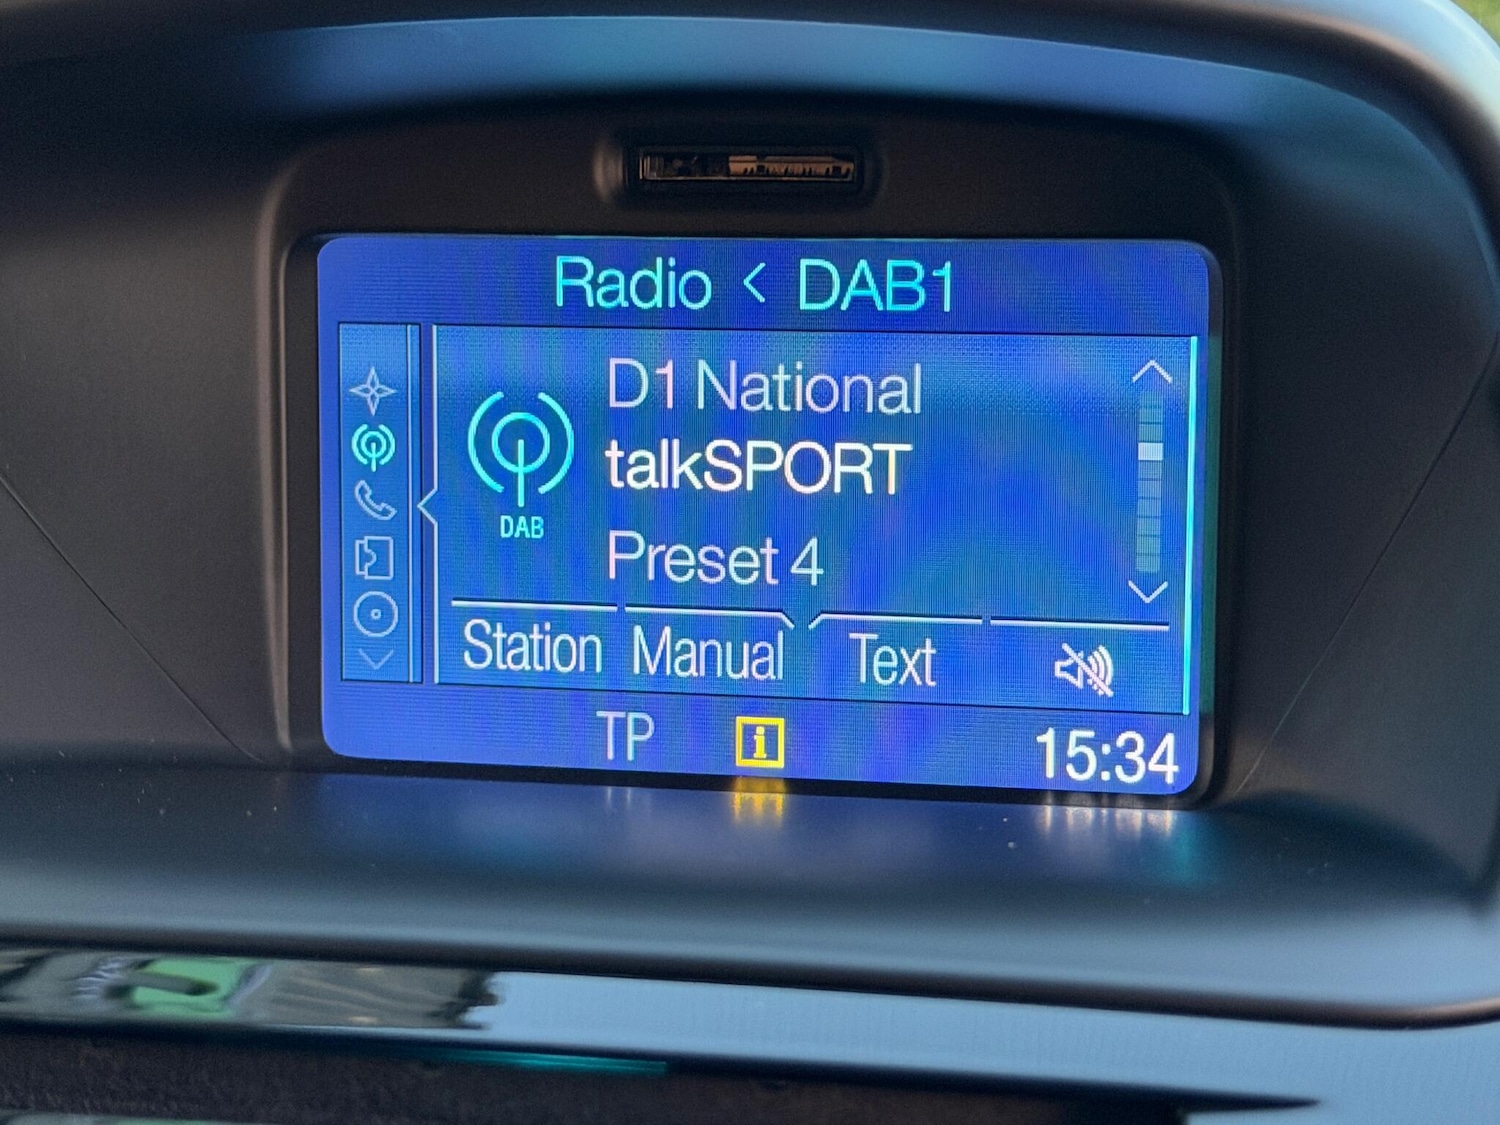 Radio < DAB1
D1 National
talkSPORT
DAB
Preset 4
Station Manual Text
TP i 15:34